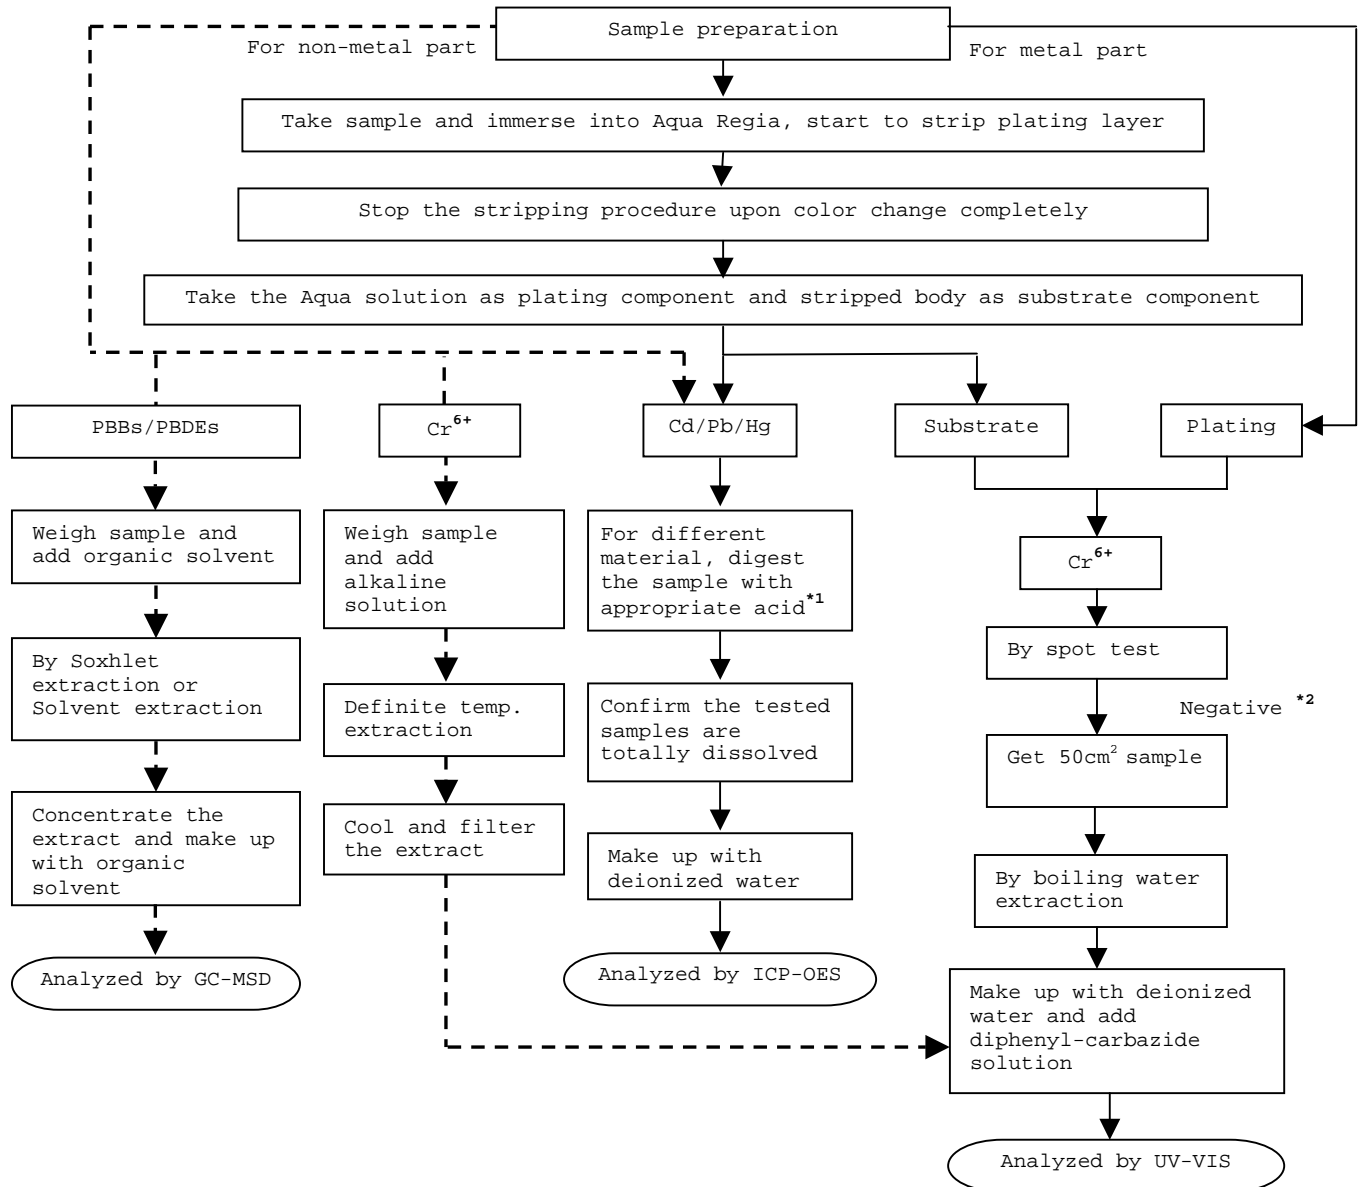 Sample preparation
For non-metal part
For metal part
Take sample and immerse into Aqua Regia, start to strip plating layer
Stop the stripping procedure upon color change completely
Take the Aqua solution as plating component and stripped body as substrate component
PBBs/PBDEs
Cr6+
Cd/Pb/Hg
Substrate
Plating
Weigh sample and
add organic solvent
Weigh sample
and add
alkaline
solution
For different
material, digest
the sample with
appropriate acid*1
Cr6+
By spot test
By Soxhlet
extraction or
Solvent extraction
Definite temp.
extraction
Confirm the tested
samples are
totally dissolved
Negative *2
Get 50cm2 sample
Concentrate the
extract and make up
with organic
solvent
Cool and filter
the extract
Make up with
deionized water
By boiling water
extraction
Analyzed by GC-MSD
Analyzed by ICP-OES
Make up with deionized
water and add
diphenyl-carbazide
solution
Analyzed by UV-VIS